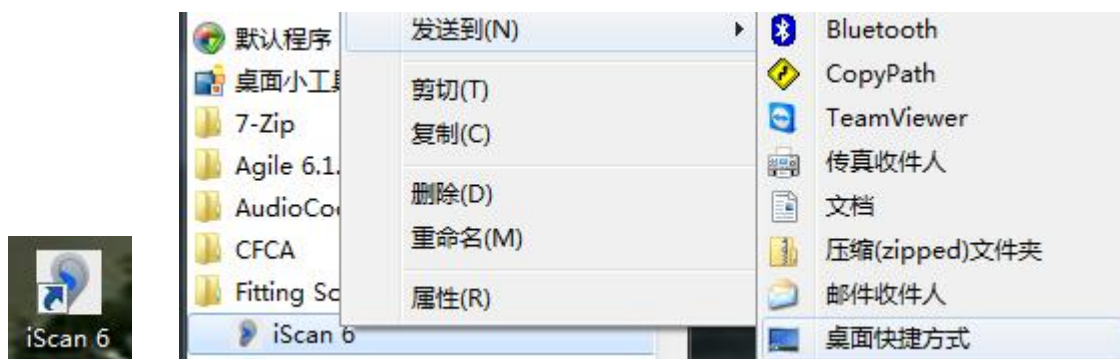 iScan 6
默认程序
桌面小工具
7-Zip
Agile 6.1.
AudioCo
CFCA
Fitting So
iScan 6
发送到(N)
剪切(T)
复制(C)
删除(D)
重命名(M)
属性(R)
Bluetooth
CopyPath
TeamViewer
传真收件人
文档
压缩(zipped)文件夹
邮件收件人
桌面快捷方式